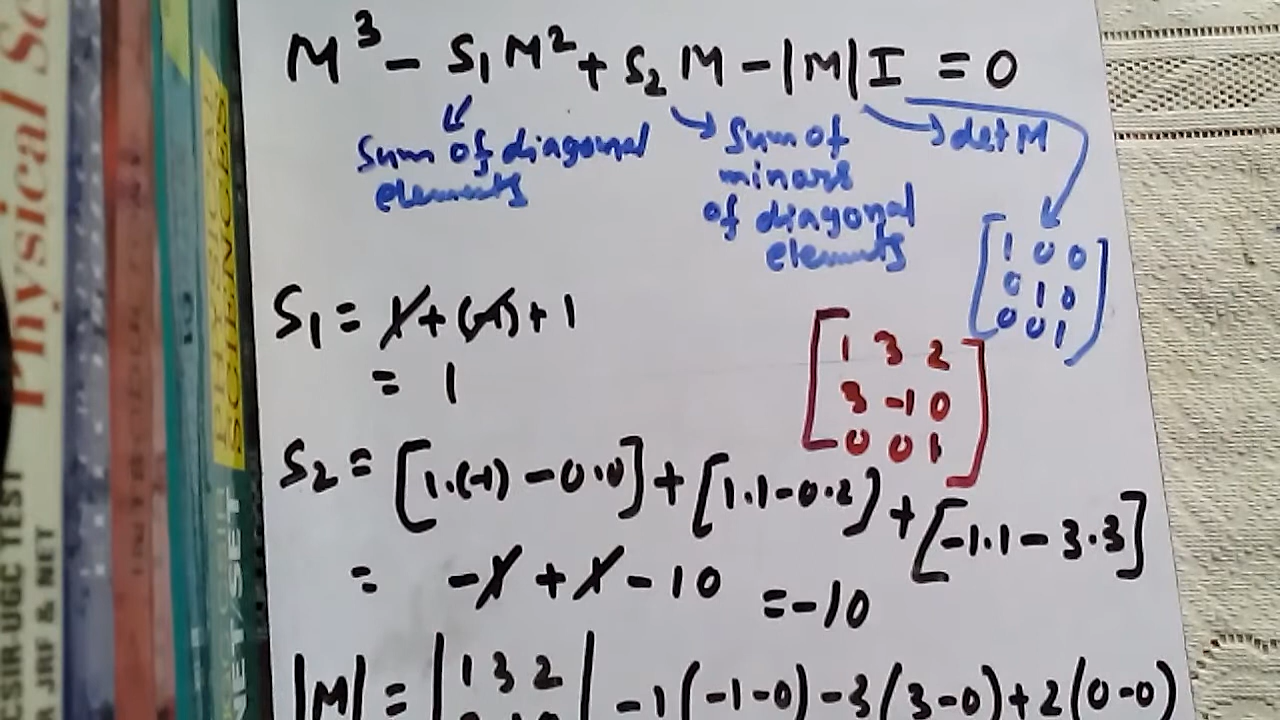 M³ - S₁M² + S₂M - |M|I = 0
Sum of diagonal
elements
Sum of
minors
of diagonal
elements
det M
1 0 0
0 1 0
0 0 1
S₁ = 1 + (-1) + 1
= 1
1 3 2
3 -1 0
0 0 1
S₂ = [1.(-1) - 0.0] + [1.1 - 0.2] + [-1.1 - 3.3]
= -1 + 1 - 10 = -10
|M| = | 1 3 2 | - 1(-1-0) - 3(3-0) + 2(0-0)
Physical Sc
CSIR-UGC TEST
JRF & NET
SCIENCES
NET/SET